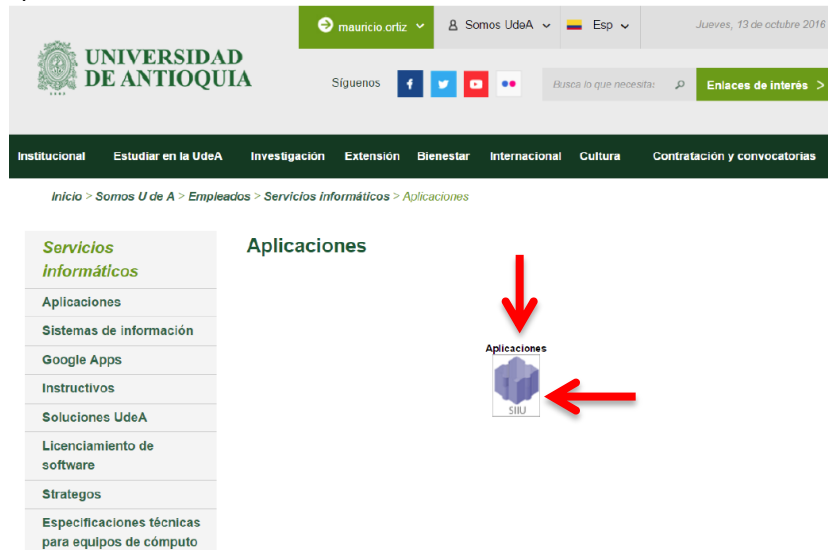 mauricio.ortiz
Somos UdeA
Esp
Jueves, 13 de octubre 2016
UNIVERSIDAD
DE ANTIOQUIA
Síguenos
Busca lo que necesitas
Enlaces de interés >
Institucional Estudiar en la UdeA Investigación Extensión Bienestar Internacional Cultura Contratación y convocatorias
Inicio > Somos U de A > Empleados > Servicios informáticos > Aplicaciones
Servicios
informáticos
Aplicaciones
Sistemas de información
Google Apps
Instructivos
Soluciones UdeA
Licenciamiento de
software
Strategos
Especificaciones técnicas
para equipos de cómputo
Aplicaciones
Aplicaciones
SIIU